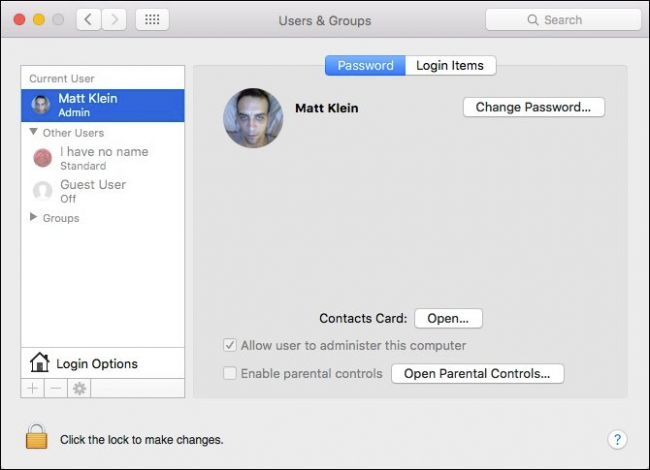 Users & Groups
Search
Password Login Items
Current User
Matt Klein
Admin
Other Users
I have no name
Standard
Guest User
Off
Groups
Login Options
Matt Klein
Change Password...
Contacts Card: Open...
Allow user to administer this computer
Enable parental controls Open Parental Controls...
Click the lock to make changes.
?